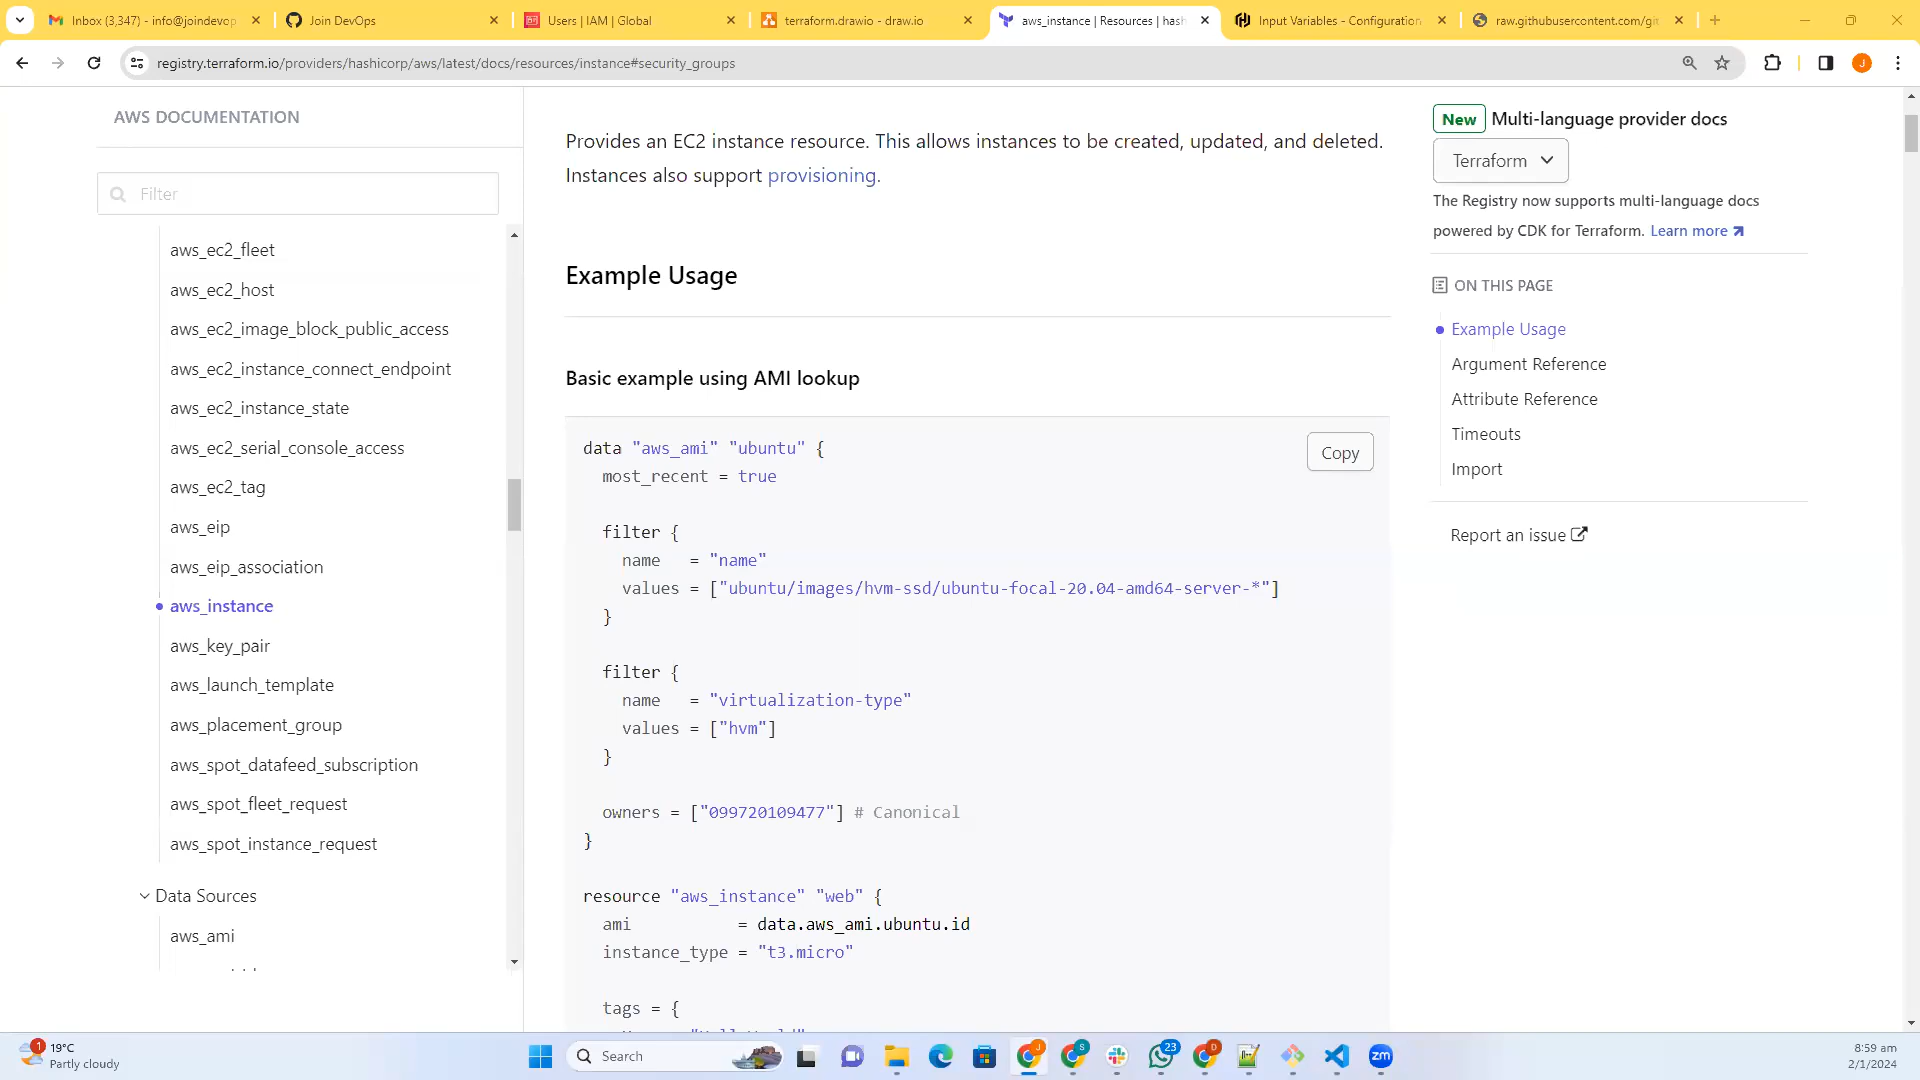 Inbox (3,347) - info@joindevop
Join DevOps
Users | IAM | Global
terraform.drawio - draw.io
aws_instance | Resources | hash
Input Variables - Configuration
raw.githubusercontent.com/git
registry.terraform.io/providers/hashicorp/aws/latest/docs/resources/instance#security_groups
J
AWS DOCUMENTATION
Filter
aws_ec2_fleet
aws_ec2_host
aws_ec2_image_block_public_access
aws_ec2_instance_connect_endpoint
aws_ec2_instance_state
aws_ec2_serial_console_access
aws_ec2_tag
aws_eip
aws_eip_association
aws_instance
aws_key_pair
aws_launch_template
aws_placement_group
aws_spot_datafeed_subscription
aws_spot_fleet_request
aws_spot_instance_request
Data Sources
aws_ami
Provides an EC2 instance resource. This allows instances to be created, updated, and deleted.
Instances also support provisioning.
Example Usage
Basic example using AMI lookup
Copy
data "aws_ami" "ubuntu" {
most_recent = true
filter {
name = "name"
values = ["ubuntu/images/hvm-ssd/ubuntu-focal-20.04-amd64-server-*"]
}
filter {
name = "virtualization-type"
values = ["hvm"]
}
owners = ["099720109477"] # Canonical
}
resource "aws_instance" "web" {
ami = data.aws_ami.ubuntu.id
instance_type = "t3.micro"
tags = {
New Multi-language provider docs
Terraform
The Registry now supports multi-language docs
powered by CDK for Terraform. Learn more
ON THIS PAGE
Example Usage
Argument Reference
Attribute Reference
Timeouts
Import
Report an issue
1
19°C
Partly cloudy
Search
J
S
23
D
zm
8:59 am
2/1/2024